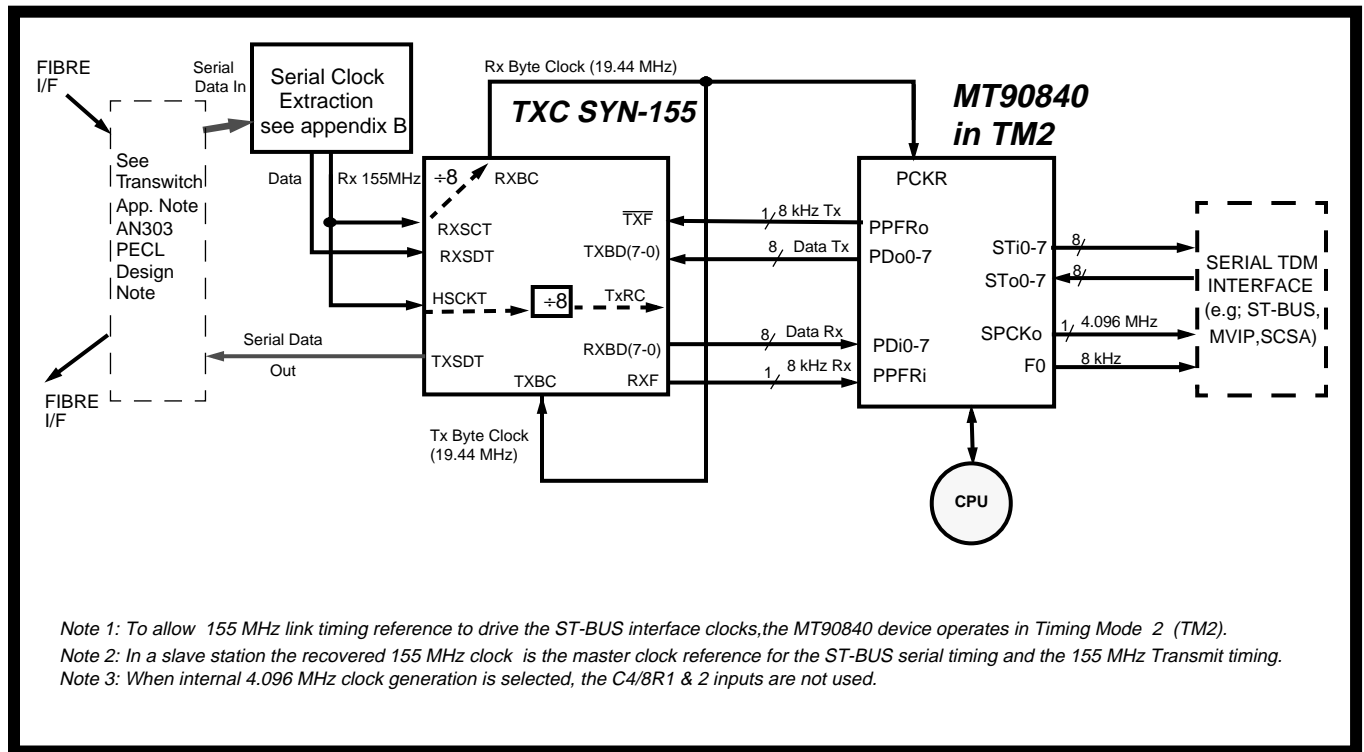 FIBRE
I/F
Serial
Data In
Serial Clock
Extraction
see appendix B
Rx Byte Clock (19.44 MHz)
TXC SYN-155
MT90840
in TM2
See
Transwitch
App. Note
AN303
PECL
Design
Note
Data
Rx 155MHz
÷8
RXBC
PCKR
RXSCT
TXF
1
8 kHz Tx
PPFRo
RXSDT
TXBD(7-0)
8
Data Tx
PDo0-7
STi0-7
8
STo0-7
8
SERIAL TDM
INTERFACE
(e.g; ST-BUS,
MVIP,SCSA)
HSCKT
÷8
TxRC
SPCKo
1
4.096 MHz
Serial Data
Out
TXSDT
RXBD(7-0)
8
Data Rx
PDi0-7
F0
8 kHz
TXBC
RXF
1
8 kHz Rx
PPFRi
FIBRE
I/F
Tx Byte Clock
(19.44 MHz)
CPU
Note 1: To allow 155 MHz link timing reference to drive the ST-BUS interface clocks,the MT90840 device operates in Timing Mode 2 (TM2).
Note 2: In a slave station the recovered 155 MHz clock is the master clock reference for the ST-BUS serial timing and the 155 MHz Transmit timing.
Note 3: When internal 4.096 MHz clock generation is selected, the C4/8R1 & 2 inputs are not used.